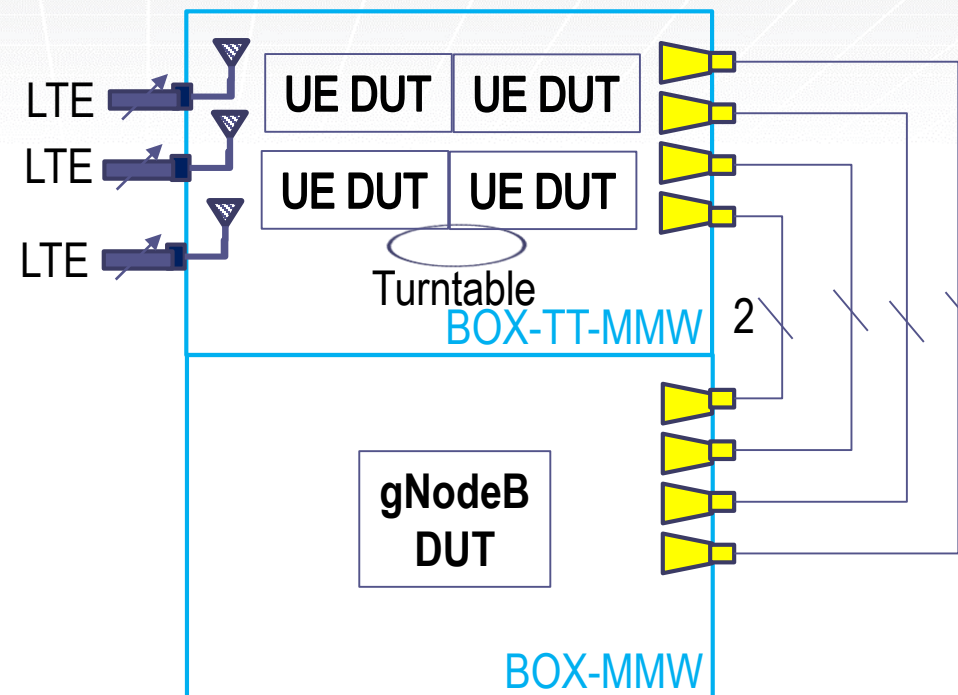 LTE
UE DUT UE DUT
LTE
UE DUT UE DUT
LTE
Turntable
BOX-TT-MMW
2
gNodeB
DUT
BOX-MMW